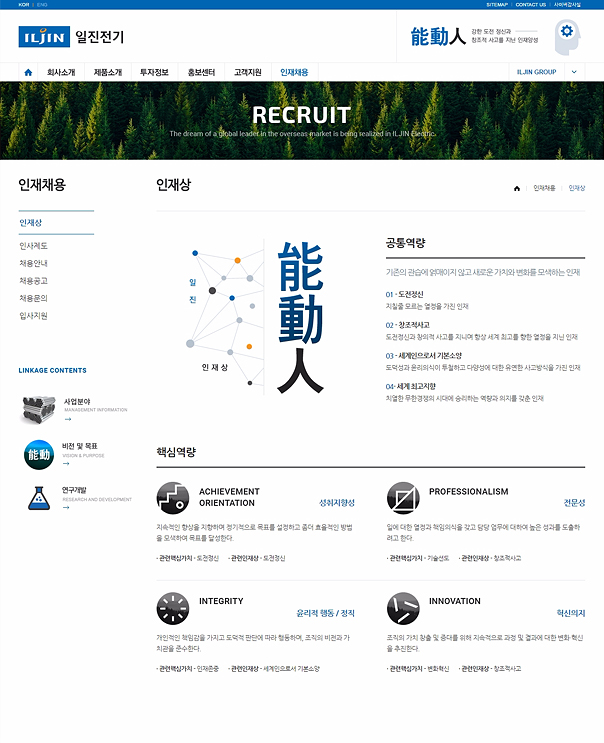 KOR | ENG
SITEMAP | CONTACT US | 사이버감사실
ILJIN 일진전기
能動人 강한 도전 정신과
창조적 사고를 지닌 인재양성
회사소개 제품소개 투자정보 홍보센터 고객지원 인재채용
ILJIN GROUP
RECRUIT
The dream of a global leader in the overseas market is being realized in ILJIN Electric.
인재채용
인재상
인사제도
채용안내
채용공고
채용문의
입사지원
LINKAGE CONTENTS
사업분야
MANAGEMENT INFORMATION
能動
비전 및 목표
VISION & PURPOSE
연구개발
RESEARCH AND DEVELOPMENT
인재상
인재채용 | 인재상
일진
인재상
能動人
공통역량
기존의 관습에 얽매이지 않고 새로운 가치와 변화를 모색하는 인재
01 - 도전정신
지칠줄 모르는 열정을 가진 인재
02 - 창조적사고
도전정신과 창의적 사고를 지니며 항상 세계 최고를 향한 열정을 지닌 인재
03 - 세계인으로서 기본소양
도덕성과 윤리의식이 투철하고 다양성에 대한 유연한 사고방식을 가진 인재
04- 세계 최고지향
치열한 무한경쟁의 시대에 승리하는 역량과 의지를 갖춘 인재
핵심역량
ACHIEVEMENT
ORIENTATION
성취지향성
지속적인 향상을 지향하며 정기적으로 목표를 설정하고 좀더 효율적인 방법
을 모색하여 목표를 달성한다.
· 관련핵심가치 - 도전정신 · 관련인재상 - 도전정신
PROFESSIONALISM
전문성
일에 대한 열정과 책임의식을 갖고 담당 업무에 대하여 높은 성과를 도출하
려고 한다.
· 관련핵심가치 - 기술선도 · 관련인재상 - 창조적사고
INTEGRITY
윤리적 행동 / 정직
개인적인 책임감을 가지고 도덕적 판단에 따라 행동하며, 조직의 비전과 가
치관을 준수한다.
· 관련핵심가치 - 인재존중 · 관련인재상 - 세계인으로서 기본소양
INNOVATION
혁신의지
조직의 가치 창출 및 증대를 위해 지속적으로 과정 및 결과에 대한 변화 혁신
을 추진한다.
· 관련핵심가치 - 변화혁신 · 관련인재상 - 창조적사고